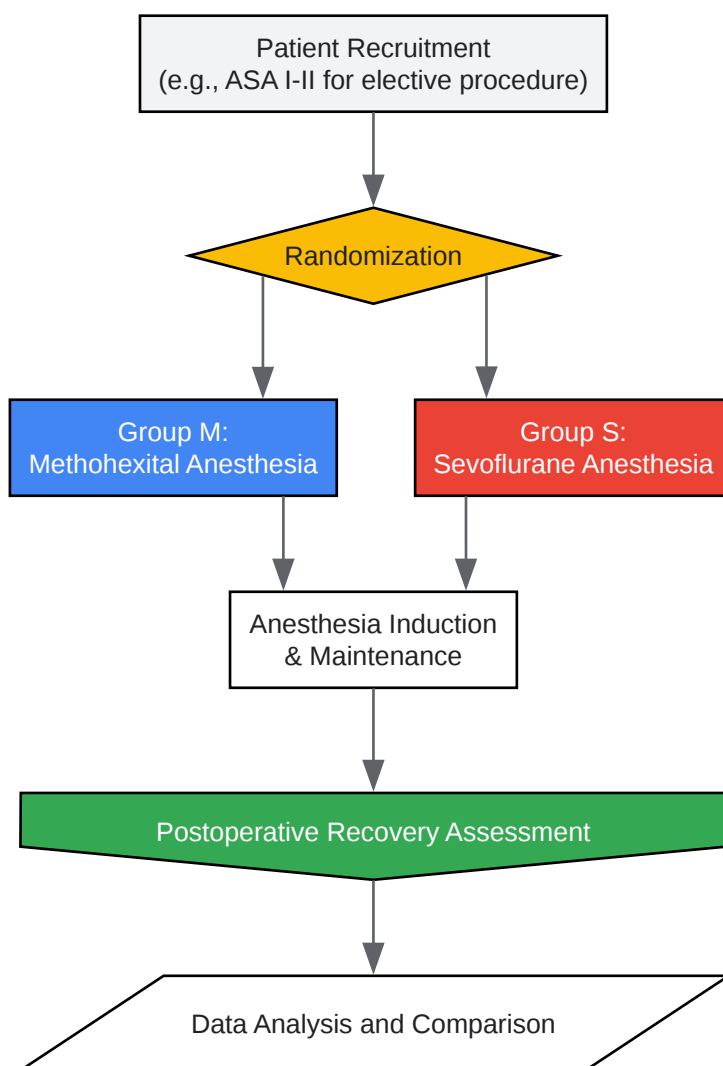 Patient Recruitment
(e.g., ASA I-II for elective procedure)
Randomization
Group M:
Methohexital Anesthesia
Group S:
Sevoflurane Anesthesia
Anesthesia Induction
& Maintenance
Postoperative Recovery Assessment
Data Analysis and Comparison